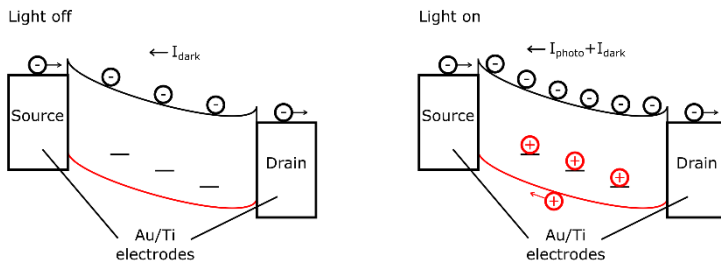 Light off
← I_dark
Source
Drain
Au/Ti
electrodes
Light on
← I_photo+I_dark
Source
Drain
Au/Ti
electrodes